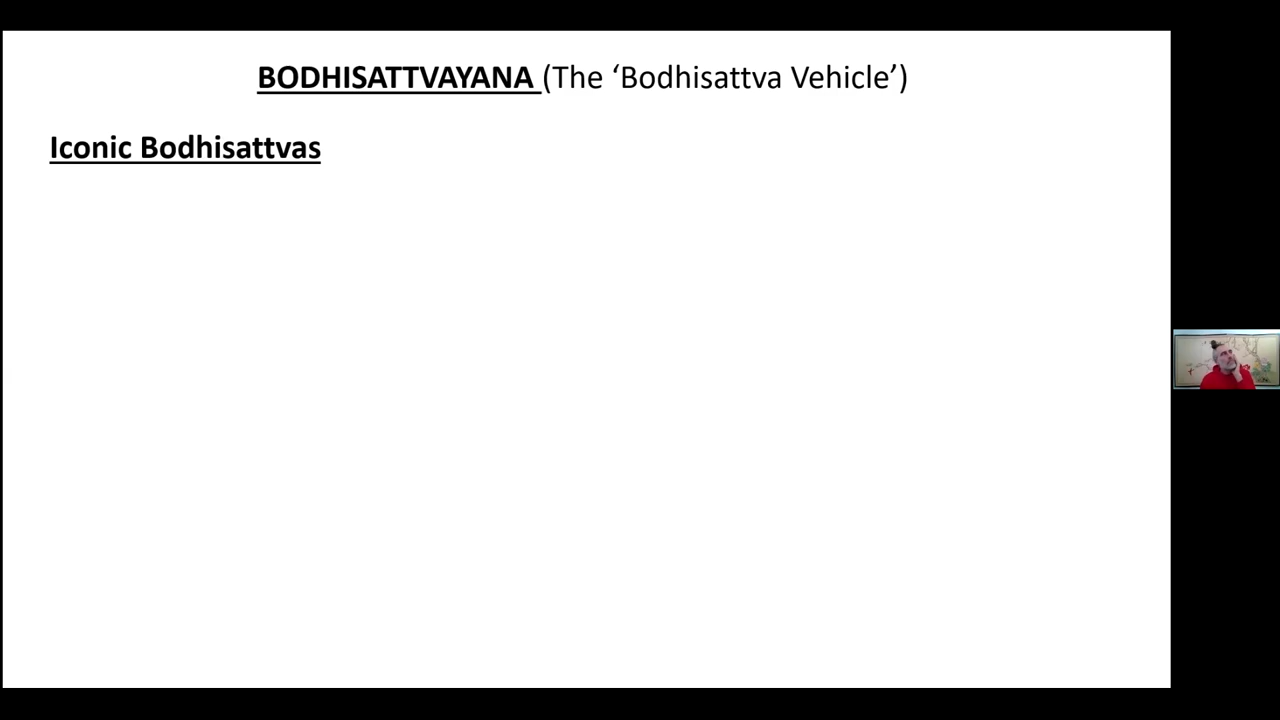 BODHISATTVAYANA (The ‘Bodhisattva Vehicle’)
Iconic Bodhisattvas